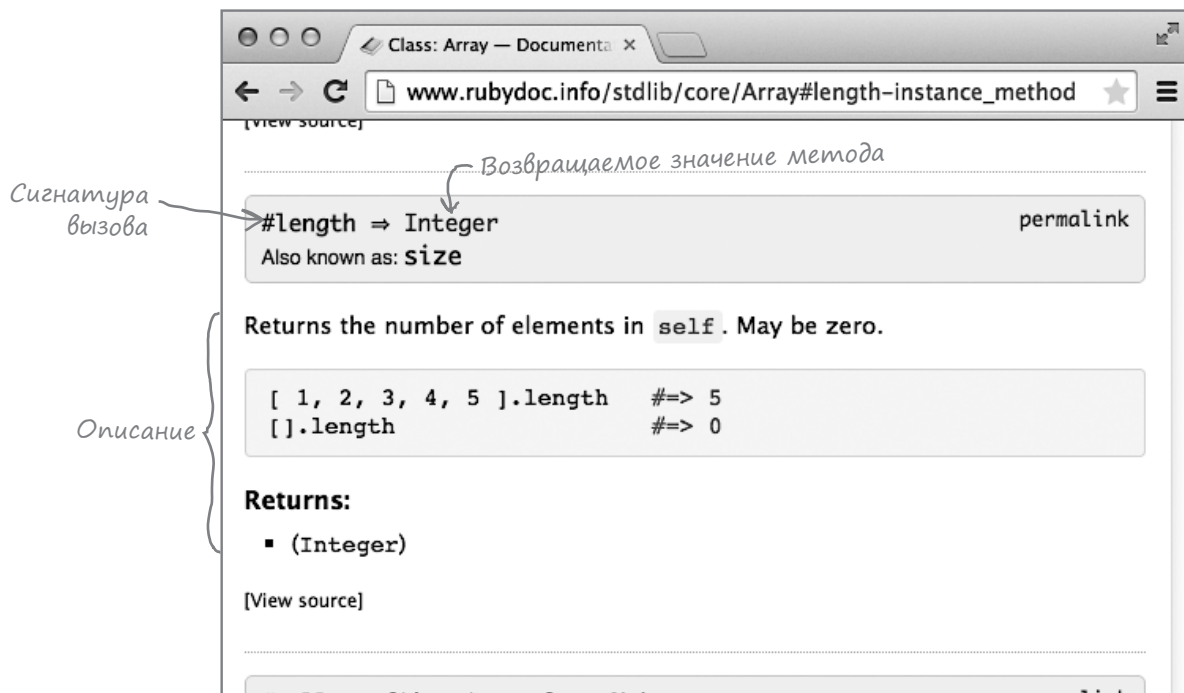 Class: Array — Documenta
www.rubydoc.info/stdlib/core/Array#length-instance_method
[View source]
Возвращаемое значение метода
Сигнатура
вызова
#length ⇒ Integer
permalink
Also known as: size
Returns the number of elements in self. May be zero.
Описание
[ 1, 2, 3, 4, 5 ].length #=> 5
[].length #=> 0
Returns:
▪ (Integer)
[View source]